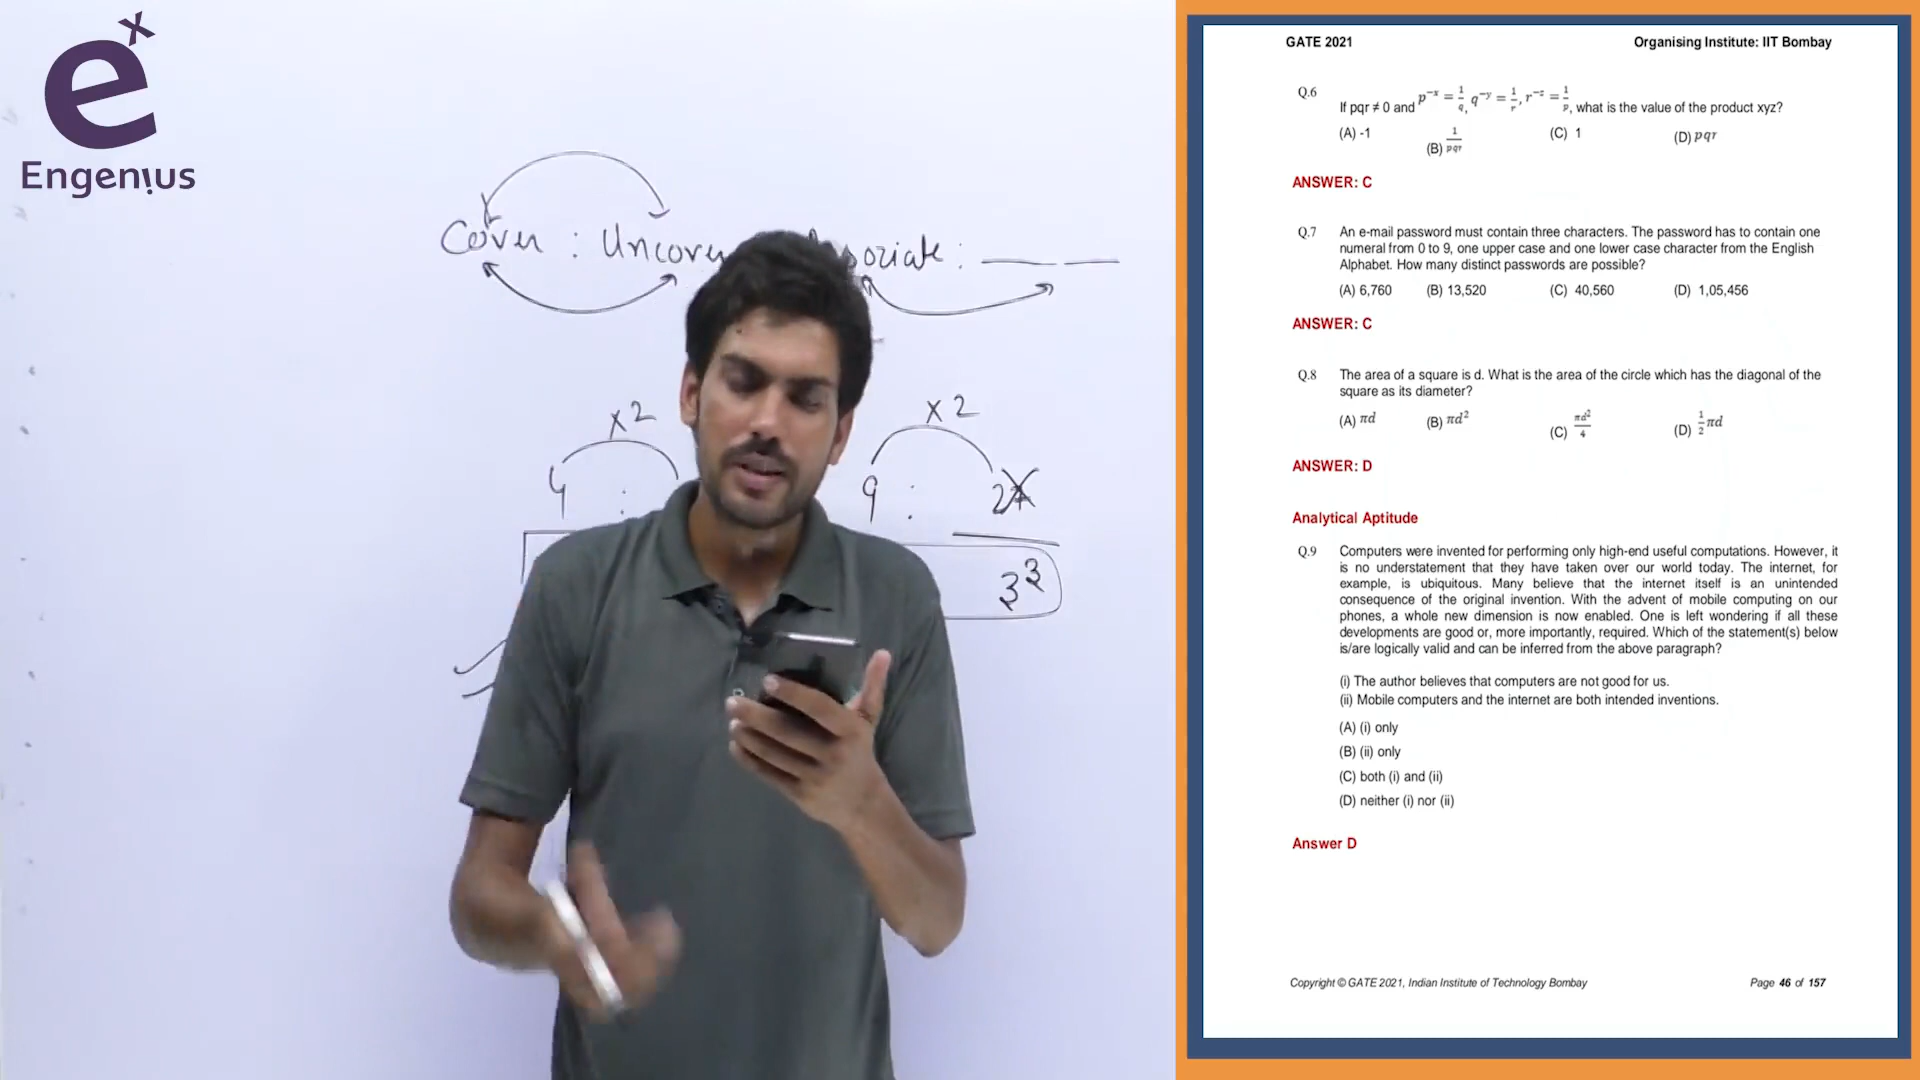 eˣ
Engenius
Cover : Uncover
sociate : __ __
x2
x2
4 :
9 : 2
3³
GATE 2021
Organising Institute: IIT Bombay
Q.6
If pqr ≠ 0 and p⁻ˣ = 1/q, q⁻ʸ = 1/r, r⁻ᶻ = 1/p, what is the value of the product xyz?
(A) -1 (B) 1/pqr (C) 1 (D) pqr
ANSWER: C
Q.7 An e-mail password must contain three characters. The password has to contain one
numeral from 0 to 9, one upper case and one lower case character from the English
Alphabet. How many distinct passwords are possible?
(A) 6,760 (B) 13,520 (C) 40,560 (D) 1,05,456
ANSWER: C
Q.8 The area of a square is d. What is the area of the circle which has the diagonal of the
square as its diameter?
(A) πd (B) πd² (C) πd²/4 (D) 1/2 πd
ANSWER: D
Analytical Aptitude
Q.9 Computers were invented for performing only high-end useful computations. However, it
is no understatement that they have taken over our world today. The internet, for
example, is ubiquitous. Many believe that the internet itself is an unintended
consequence of the original invention. With the advent of mobile computing on our
phones, a whole new dimension is now enabled. One is left wondering if all these
developments are good or, more importantly, required. Which of the statement(s) below
is/are logically valid and can be inferred from the above paragraph?
(i) The author believes that computers are not good for us.
(ii) Mobile computers and the internet are both intended inventions.
(A) (i) only
(B) (ii) only
(C) both (i) and (ii)
(D) neither (i) nor (ii)
Answer D
Copyright © GATE 2021, Indian Institute of Technology Bombay
Page 46 of 157